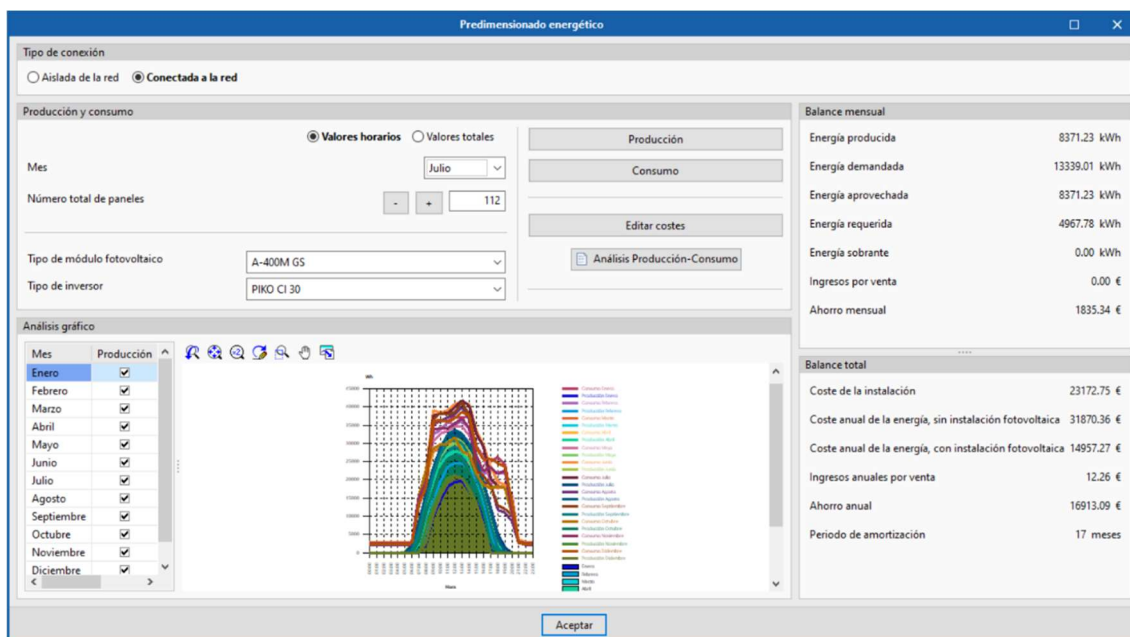 Predimensionado energético
Tipo de conexión
Aislada de la red
Conectada a la red
Producción y consumo
Valores horarios
Valores totales
Mes
Julio
Número total de paneles
-
+
112
Tipo de módulo fotovoltaico
A-400M GS
Tipo de inversor
PIKO CI 30
Producción
Consumo
Editar costes
Análisis Producción-Consumo
Balance mensual
Energía producida 8371.23 kWh
Energía demandada 13339.01 kWh
Energía aprovechada 8371.23 kWh
Energía requerida 4967.78 kWh
Energía sobrante 0.00 kWh
Ingresos por venta 0.00 €
Ahorro mensual 1835.34 €
Análisis gráfico
Mes Producción
Enero
Febrero
Marzo
Abril
Mayo
Junio
Julio
Agosto
Septiembre
Octubre
Noviembre
Diciembre
Balance total
Coste de la instalación 23172.75 €
Coste anual de la energía, sin instalación fotovoltaica 31870.36 €
Coste anual de la energía, con instalación fotovoltaica 14957.27 €
Ingresos anuales por venta 12.26 €
Ahorro anual 16913.09 €
Periodo de amortización 17 meses
Aceptar